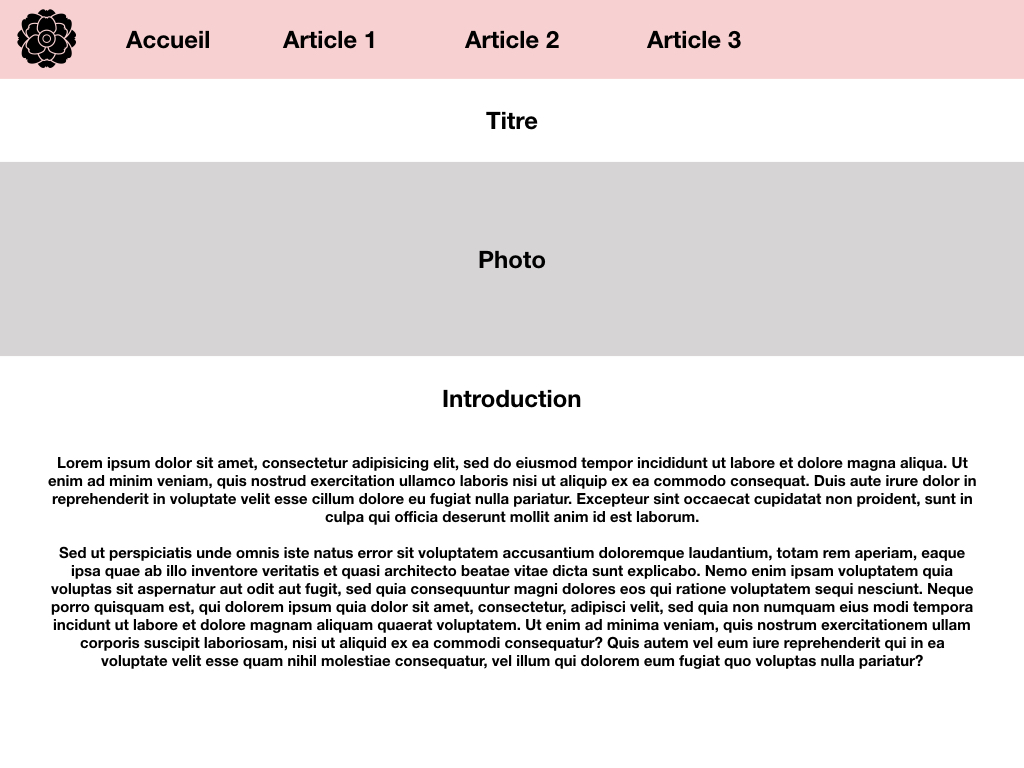 Accueil Article 1 Article 2 Article 3
Titre
Photo
Introduction
Lorem ipsum dolor sit amet, consectetur adipisicing elit, sed do eiusmod tempor incididunt ut labore et dolore magna aliqua. Ut
enim ad minim veniam, quis nostrud exercitation ullamco laboris nisi ut aliquip ex ea commodo consequat. Duis aute irure dolor in
reprehenderit in voluptate velit esse cillum dolore eu fugiat nulla pariatur. Excepteur sint occaecat cupidatat non proident, sunt in
culpa qui officia deserunt mollit anim id est laborum.
Sed ut perspiciatis unde omnis iste natus error sit voluptatem accusantium doloremque laudantium, totam rem aperiam, eaque
ipsa quae ab illo inventore veritatis et quasi architecto beatae vitae dicta sunt explicabo. Nemo enim ipsam voluptatem quia
voluptas sit aspernatur aut odit aut fugit, sed quia consequuntur magni dolores eos qui ratione voluptatem sequi nesciunt. Neque
porro quisquam est, qui dolorem ipsum quia dolor sit amet, consectetur, adipisci velit, sed quia non numquam eius modi tempora
incidunt ut labore et dolore magnam aliquam quaerat voluptatem. Ut enim ad minima veniam, quis nostrum exercitationem ullam
corporis suscipit laboriosam, nisi ut aliquid ex ea commodi consequatur? Quis autem vel eum iure reprehenderit qui in ea
voluptate velit esse quam nihil molestiae consequatur, vel illum qui dolorem eum fugiat quo voluptas nulla pariatur?